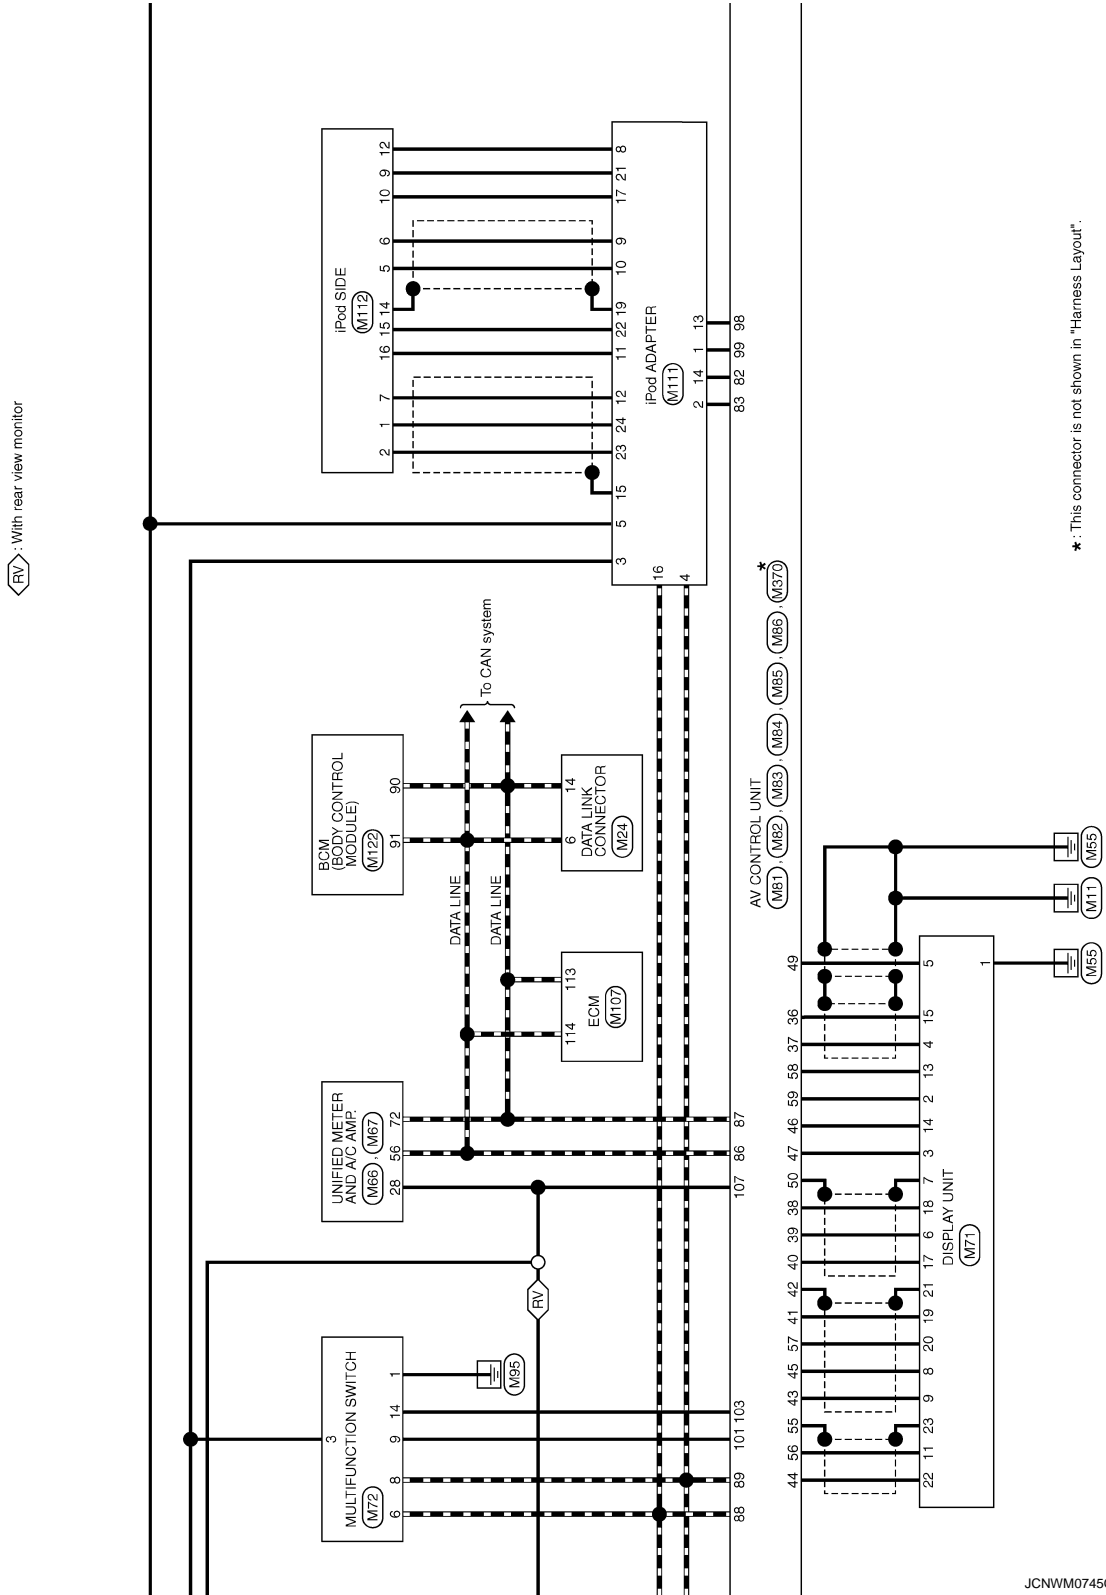 RV : With rear view monitor
iPod SIDE
M112
12 9 10 6 5 14 15 16 7 1 2
8 21 17 9 10 19 22 11 12 24 23 15 5 3
iPod ADAPTER
M111
13 1 14 2
98 99 82 83
16 4
To CAN system
BCM
(BODY CONTROL
MODULE)
M122
90 91
DATA LINE
DATA LINE
14 6
DATA LINK
CONNECTOR
M24
113 114
ECM
M107
UNIFIED METER
AND A/C AMP.
M66 , M67
72 56 28
87 86 107
RV
MULTIFUNCTION SWITCH
M72
3
1 14 9 8 6
M95
103 101 89 88
AV CONTROL UNIT
M81 , M82 , M83 , M84 , M85 , M86 , M370 *
49 36 37 58 59 46 47 50 38 39 40 42 41 57 45 43 55 56 44
5 15 4 13 2 14 3 7 18 6 17 21 19 20 8 9 23 11 22
1
DISPLAY UNIT
M71
M55
M11
M55
* : This connector is not shown in "Harness Layout".